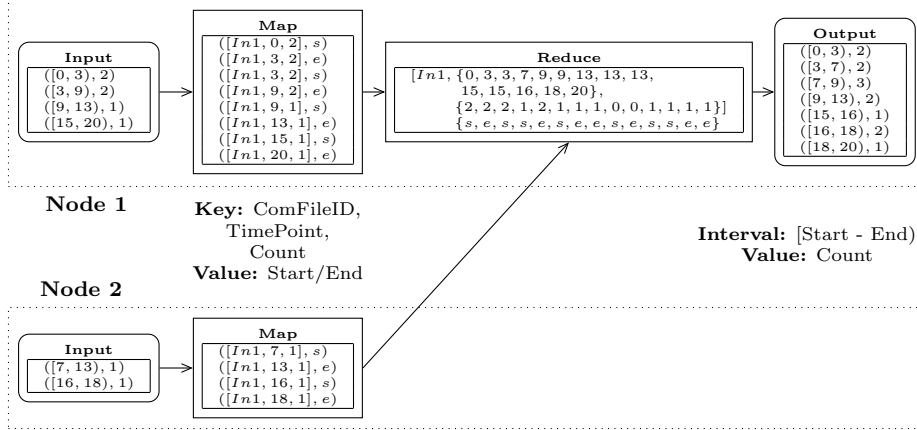 Input
([0, 3), 2)
([3, 9), 2)
([9, 13), 1)
([15, 20), 1)
Map
([In1, 0, 2], s)
([In1, 3, 2], e)
([In1, 3, 2], s)
([In1, 9, 2], e)
([In1, 9, 1], s)
([In1, 13, 1], e)
([In1, 15, 1], s)
([In1, 20, 1], e)
Reduce
[In1, {0, 3, 3, 7, 9, 9, 13, 13, 13,
15, 15, 16, 18, 20},
{2, 2, 2, 1, 2, 1, 1, 1, 0, 0, 1, 1, 1, 1}]
{s, e, s, s, e, s, e, e, s, e, s, s, e, e}
Output
([0, 3), 2)
([3, 7), 2)
([7, 9), 3)
([9, 13), 2)
([15, 16), 1)
([16, 18), 2)
([18, 20), 1)
Node 1
Key: ComFileID,
TimePoint,
Count
Value: Start/End
Interval: [Start - End)
Value: Count
Node 2
Input
([7, 13), 1)
([16, 18), 1)
Map
([In1, 7, 1], s)
([In1, 13, 1], e)
([In1, 16, 1], s)
([In1, 18, 1], e)